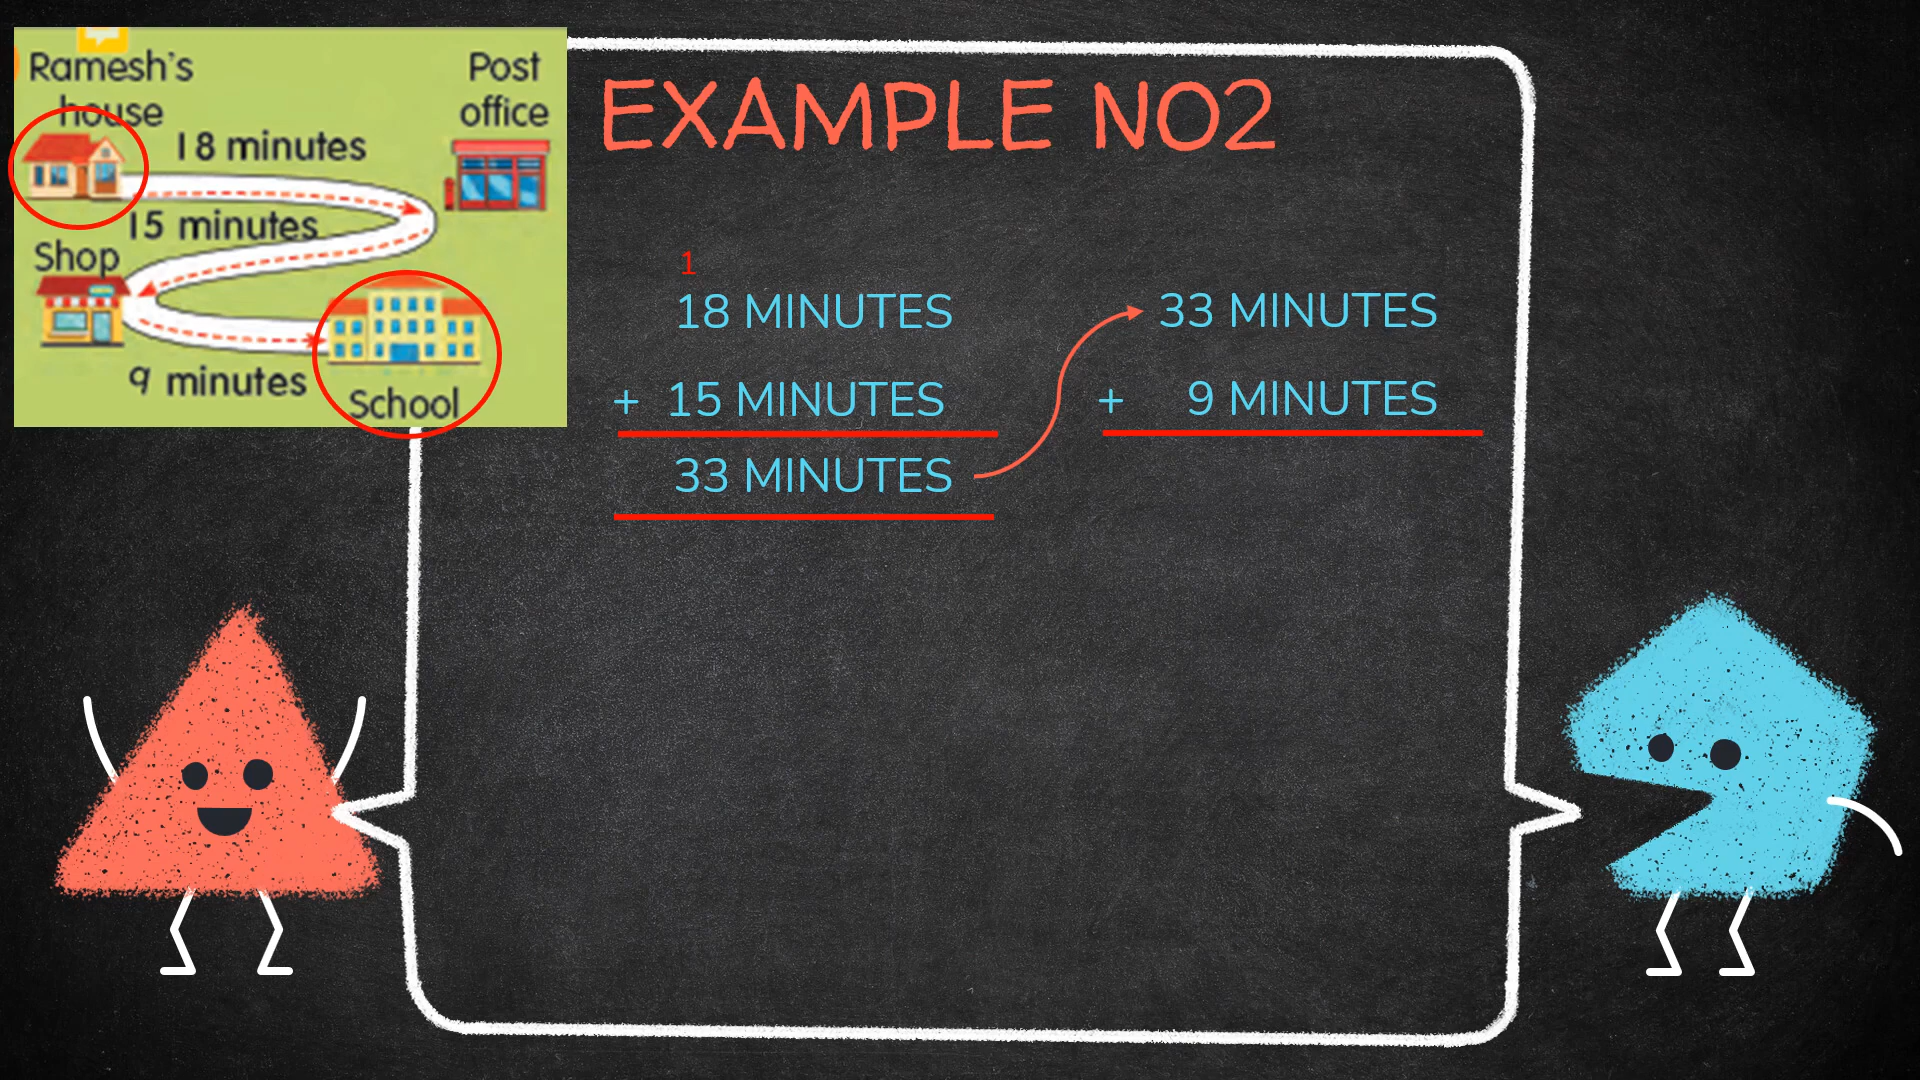 Ramesh's
house
Post
office
18 minutes
15 minutes
Shop
9 minutes
School
EXAMPLE NO2
1
18 MINUTES
+ 15 MINUTES
33 MINUTES
33 MINUTES
+ 9 MINUTES